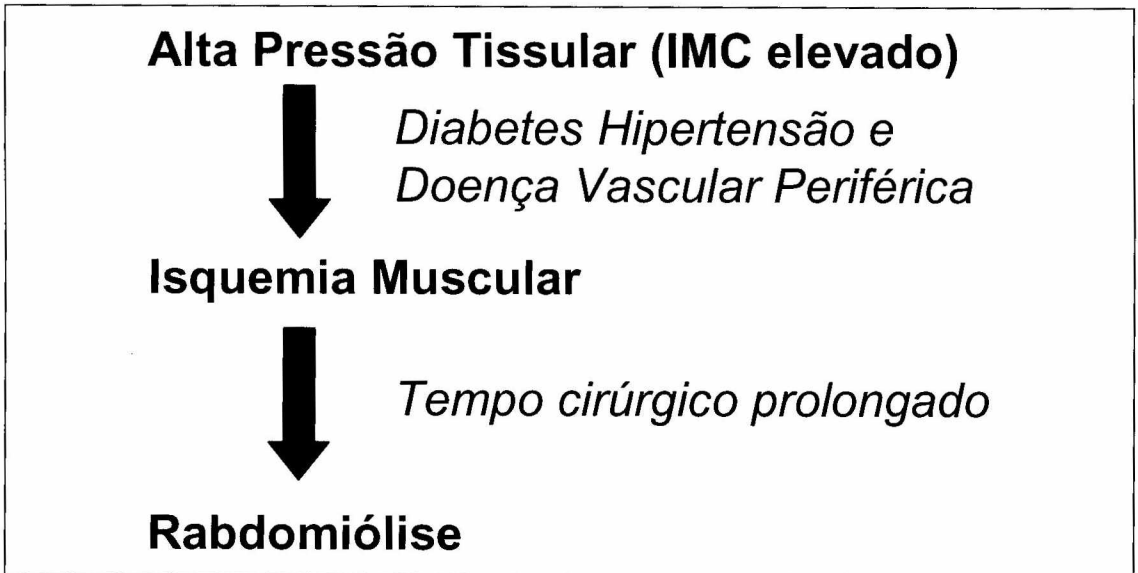 Alta Pressão Tissular (IMC elevado)
Diabetes Hipertensão e
Doença Vascular Periférica
Isquemia Muscular
Tempo cirúrgico prolongado
Rabdomiólise